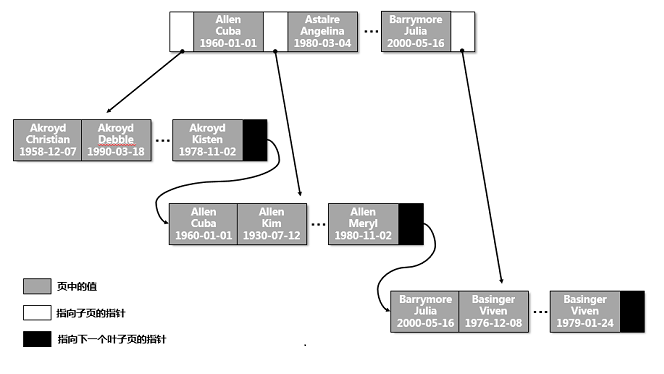 Allen
Cuba
1960-01-01
Astalre
Angelina
1980-03-04
...
Barrymore
Julia
2000-05-16
Akroyd
Christian
1958-12-07
Akroyd
Debble
1990-03-18
...
Akroyd
Kisten
1978-11-02
Allen
Cuba
1960-01-01
Allen
Kim
1930-07-12
...
Allen
Meryl
1980-11-02
Barrymore
Julia
2000-05-16
Basinger
Viven
1976-12-08
...
Basinger
Viven
1979-01-24
页中的值
指向子页的指针
指向下一个叶子页的指针